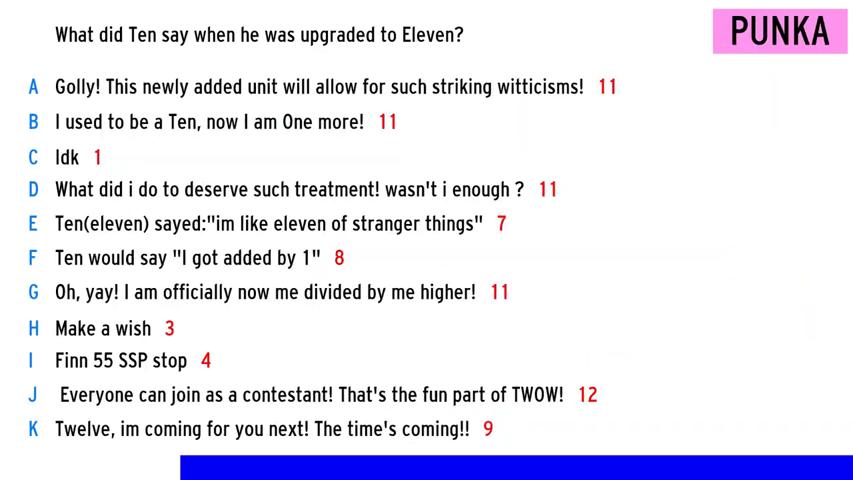 What did Ten say when he was upgraded to Eleven?
PUNKA
A Golly! This newly added unit will allow for such striking witticisms! 11
B I used to be a Ten, now I am One more! 11
C Idk 1
D What did i do to deserve such treatment! wasn't i enough ? 11
E Ten(eleven) sayed:"im like eleven of stranger things" 7
F Ten would say "I got added by 1" 8
G Oh, yay! I am officially now me divided by me higher! 11
H Make a wish 3
I Finn 55 SSP stop 4
J Everyone can join as a contestant! That's the fun part of TWOW! 12
K Twelve, im coming for you next! The time's coming!! 9